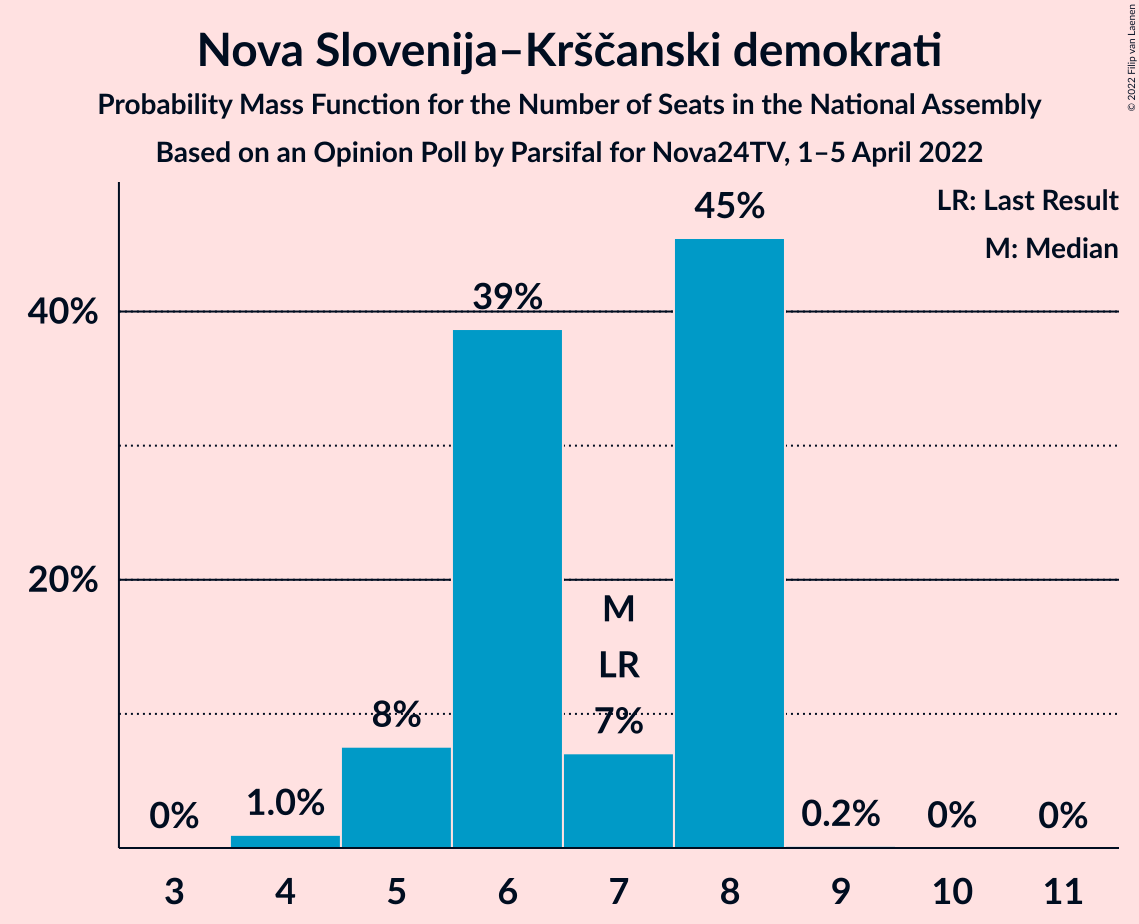 Nova Slovenija–Krščanski demokrati
Probability Mass Function for the Number of Seats in the National Assembly
Based on an Opinion Poll by Parsifal for Nova24TV, 1–5 April 2022
© 2022 Filip van Laenen
LR: Last Result
M: Median
40%
20%
0%
1.0%
8%
39%
M
LR
7%
45%
0.2%
0%
0%
3 4 5 6 7 8 9 10 11